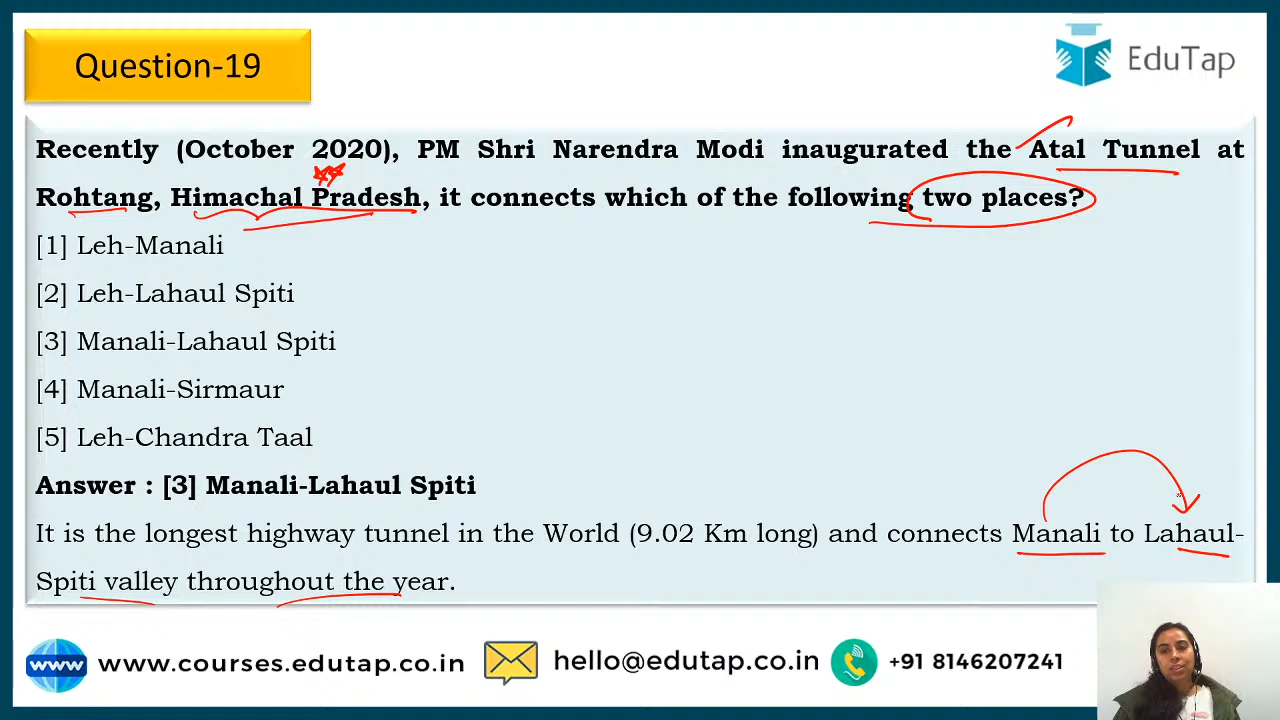 Question-19
EduTap
Recently (October 2020), PM Shri Narendra Modi inaugurated the Atal Tunnel at
Rohtang, Himachal Pradesh, it connects which of the following two places?
[1] Leh-Manali
[2] Leh-Lahaul Spiti
[3] Manali-Lahaul Spiti
[4] Manali-Sirmaur
[5] Leh-Chandra Taal
Answer : [3] Manali-Lahaul Spiti
It is the longest highway tunnel in the World (9.02 Km long) and connects Manali to Lahaul-
Spiti valley throughout the year.
www www.courses.edutap.co.in hello@edutap.co.in +91 8146207241